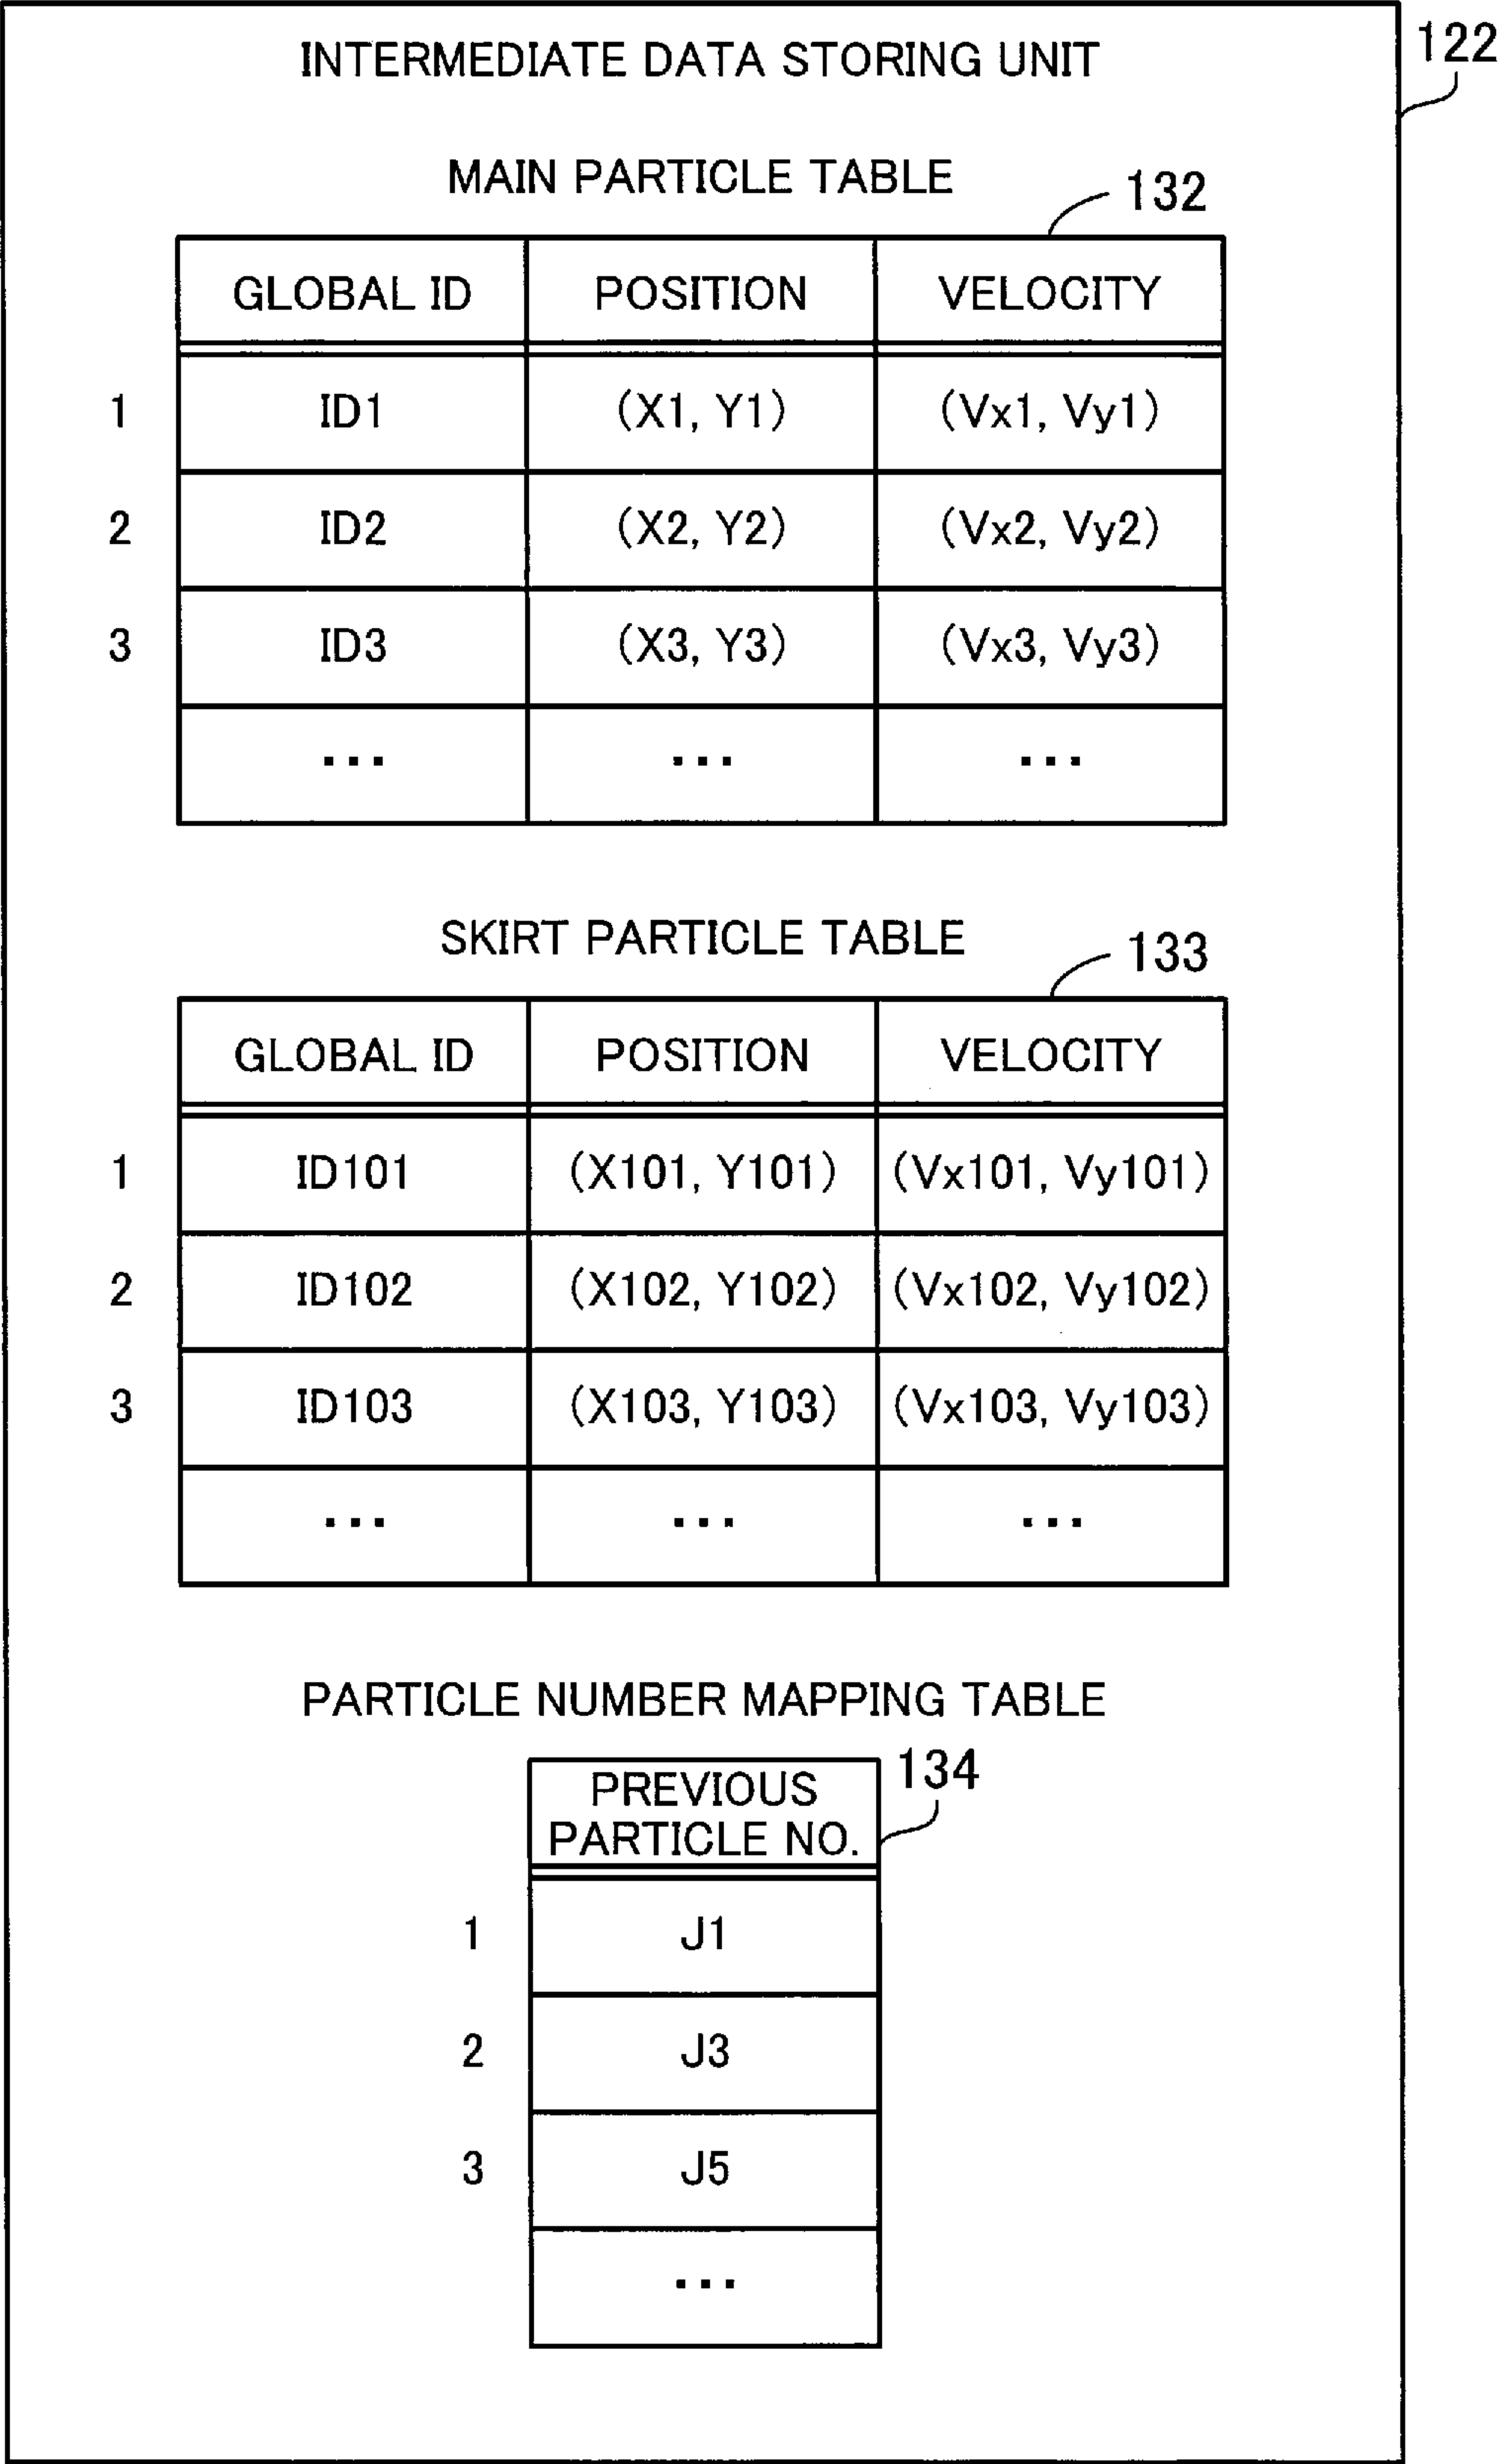 INTERMEDIATE DATA STORING UNIT
122
MAIN PARTICLE TABLE
132
GLOBAL ID POSITION VELOCITY
1 ID1 (X1, Y1) (Vx1, Vy1)
2 ID2 (X2, Y2) (Vx2, Vy2)
3 ID3 (X3, Y3) (Vx3, Vy3)
... ... ...
SKIRT PARTICLE TABLE
133
GLOBAL ID POSITION VELOCITY
1 ID101 (X101, Y101) (Vx101, Vy101)
2 ID102 (X102, Y102) (Vx102, Vy102)
3 ID103 (X103, Y103) (Vx103, Vy103)
... ... ...
PARTICLE NUMBER MAPPING TABLE
134
PREVIOUS
PARTICLE NO.
1 J1
2 J3
3 J5
...